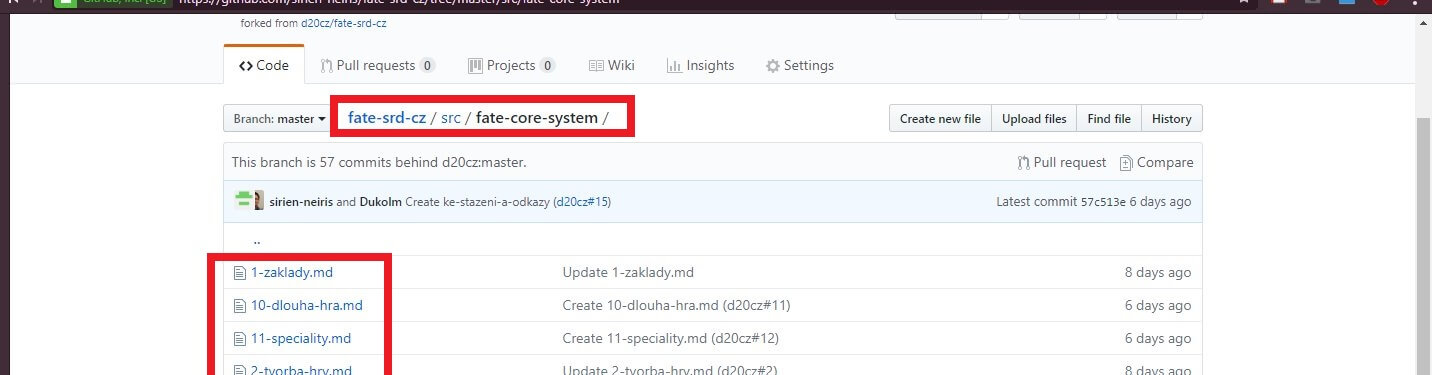 https://github.com/sirien-neiris/fate-srd-cz/tree/master/src/fate-core-system
forked from d20cz/fate-srd-cz
Code Pull requests 0 Projects 0 Wiki Insights Settings
Branch: master fate-srd-cz / src / fate-core-system / Create new file Upload files Find file History
This branch is 57 commits behind d20cz:master. Pull request Compare
sirien-neiris and Dukolm Create ke-stazeni-a-odkazy (d20cz#15) Latest commit 57c513e 6 days ago
..
1-zaklady.md Update 1-zaklady.md 8 days ago
10-dlouha-hra.md Create 10-dlouha-hra.md (d20cz#11) 6 days ago
11-speciality.md Create 11-speciality.md (d20cz#12) 6 days ago
2-tvorba-hry.md Update 2-tvorba-hry.md (d20cz#2) 8 days ago